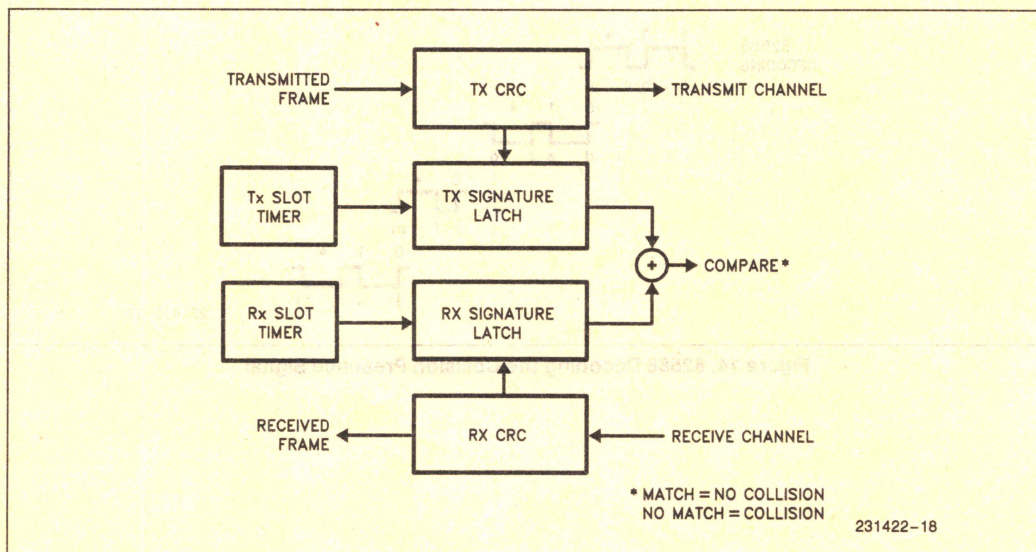 TRANSMITTED
FRAME
TX CRC
TRANSMIT CHANNEL
Tx SLOT
TIMER
TX SIGNATURE
LATCH
COMPARE*
Rx SLOT
TIMER
RX SIGNATURE
LATCH
RECEIVED
FRAME
RX CRC
RECEIVE CHANNEL
* MATCH = NO COLLISION
NO MATCH = COLLISION
231422-18